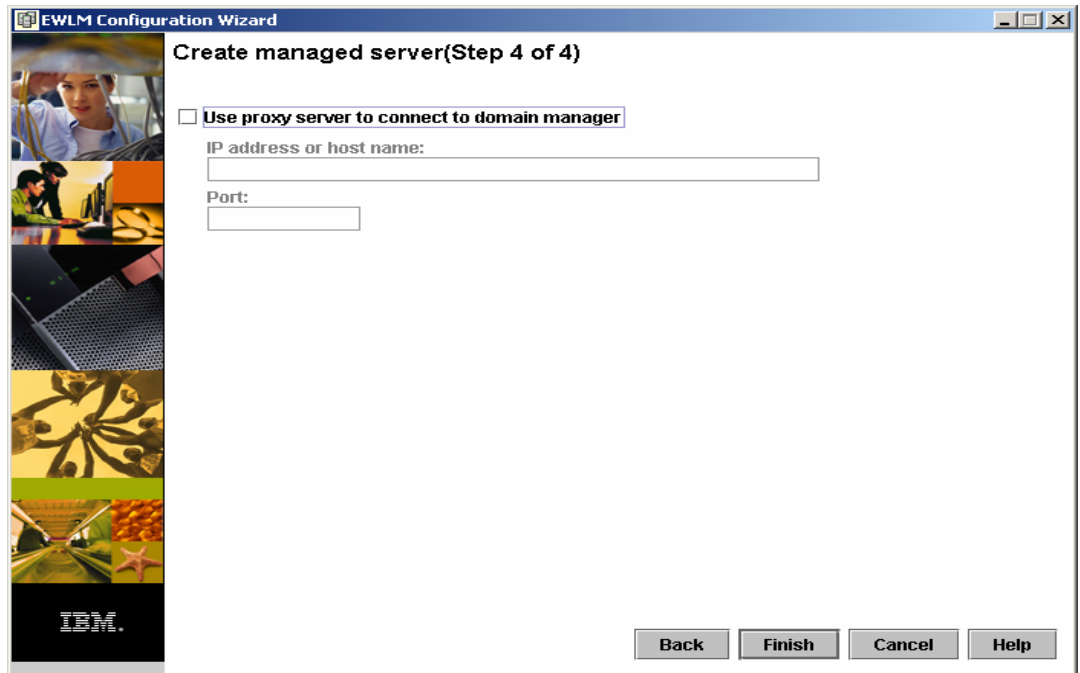 EWLM Configuration Wizard
Create managed server(Step 4 of 4)
Use proxy server to connect to domain manager
IP address or host name:
Port:
IBM.
Back Finish Cancel Help